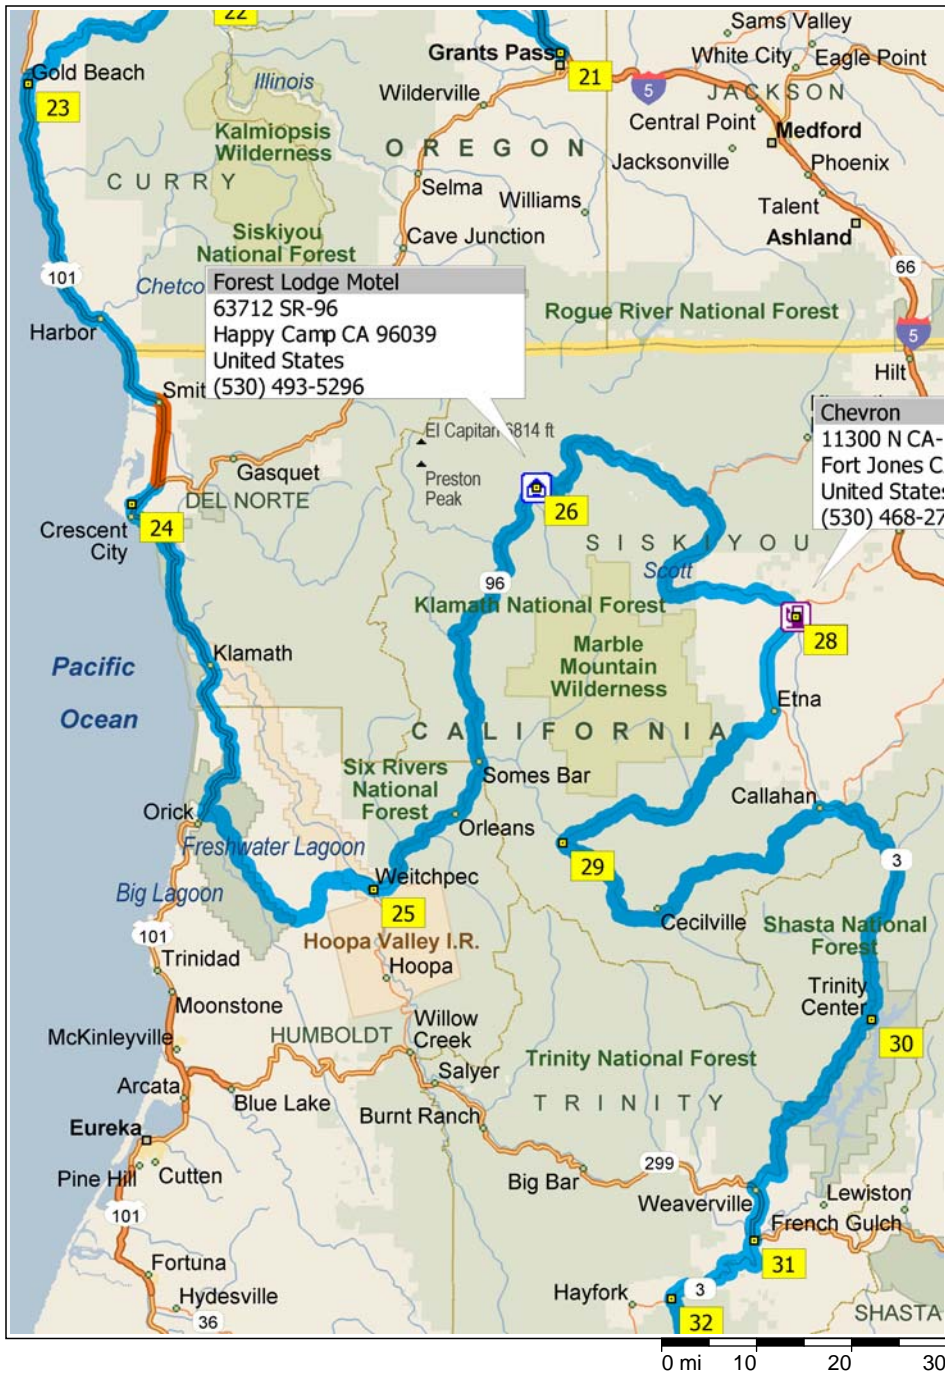 22
Sams Valley
Grants Pass
White City
Eagle Point
21
5
Gold Beach
Illinois
JACKSON
23
Wilderville
Central Point
Medford
Kalmiopsis
Wilderness
OREGON
Jacksonville
Phoenix
CURRY
Selma
Williams
Talent
Siskiyou
National Forest
Cave Junction
Ashland
66
101
Chetco
Forest Lodge Motel
63712 SR-96
Happy Camp CA 96039
United States
(530) 493-5296
Rogue River National Forest
Harbor
5
Hilt
Smit
Chevron
11300 N CA-
Fort Jones C
United States
(530) 468-27
El Capitan 6814 ft
Gasquet
Preston
Peak
DEL NORTE
26
24
Crescent
City
SISKIYOU
Scott
96
Klamath National Forest
28
Marble
Mountain
Wilderness
Klamath
Pacific
Ocean
Etna
CALIFORNIA
Six Rivers
National
Forest
Somes Bar
Callahan
Orick
Orleans
Freshwater Lagoon
29
3
Weitchpec
Big Lagoon
25
Cecilville
Shasta National
Forest
101
Hoopa Valley I.R.
Trinidad
Hoopa
Trinity
Center
Moonstone
Willow
Creek
McKinleyville
HUMBOLDT
30
Trinity National Forest
Salyer
Arcata
Blue Lake
TRINITY
Burnt Ranch
Eureka
299
Pine Hill
Cutten
Big Bar
Weaverville
Lewiston
101
French Gulch
Fortuna
31
Hayfork
3
Hydesville
36
32
SHASTA
0 mi
10
20
30